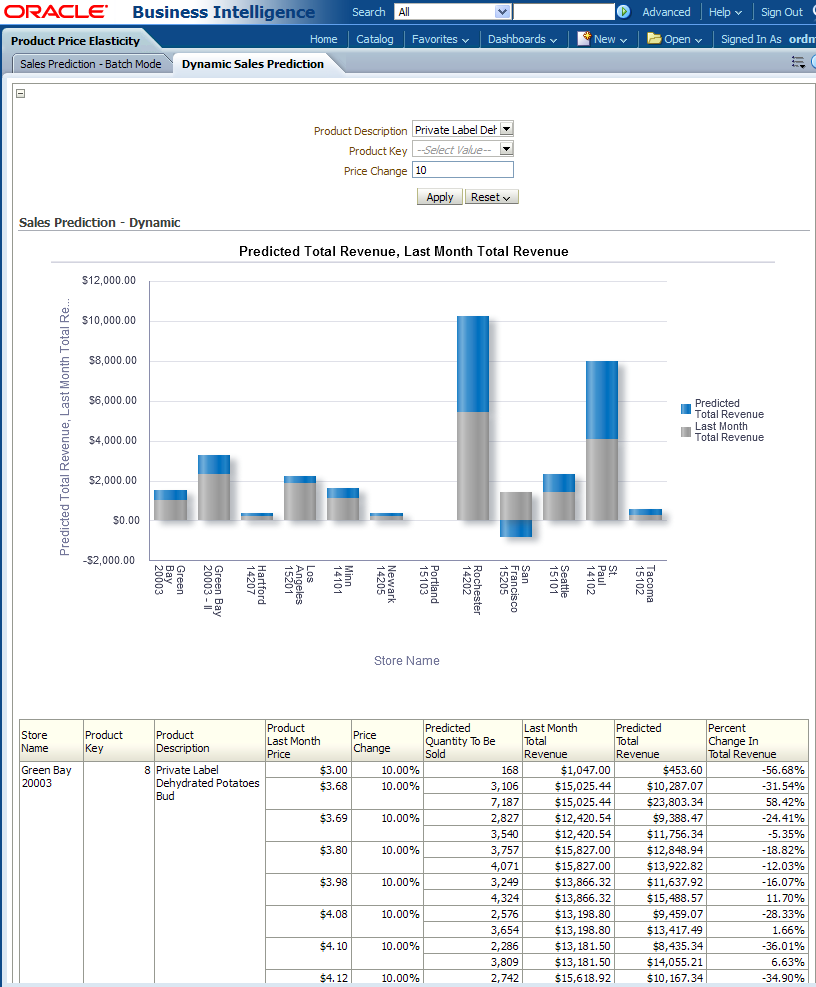 ORACLE Business Intelligence Search All Advanced Help Sign Out
Product Price Elasticity Home Catalog Favorites Dashboards New Open Signed In As
Sales Prediction - Batch Mode Dynamic Sales Prediction
Product Description Private Label
Product Key --Select Value--
Price Change 10
Apply Reset
Sales Prediction - Dynamic
Predicted Total Revenue, Last Month Total Revenue
Predicted Total Revenue, Last Month Total Re...
$12,000.00
$10,000.00
$8,000.00
$6,000.00
$4,000.00
$2,000.00
$0.00
-$2,000.00
Predicted
Total Revenue
Last Month
Total Revenue
Green
Bay
20003
Green Bay
20003 - II
Hartford
14207
Los
Angeles
15201
Minn
14101
Newark
14205
Portland
15103
Rochester
14202
San
Francisco
15205
Seattle
15101
St.
Paul
14102
Tacoma
15102
Store Name
Store
Name
Product
Key
Product
Description
Product
Last Month
Price
Price
Change
Predicted
Quantity To Be
Sold
Last Month
Total
Revenue
Predicted
Total
Revenue
Percent
Change In
Total Revenue
Green Bay
20003
8
Private Label
Dehydrated Potatoes
Bud
$3.00 10.00% 168 $1,047.00 $453.60 -56.68%
$3.68 10.00% 3,106 $15,025.44 $10,287.07 -31.54%
7,187 $15,025.44 $23,803.34 58.42%
$3.69 10.00% 2,827 $12,420.54 $9,388.47 -24.41%
3,540 $12,420.54 $11,756.34 -5.35%
$3.80 10.00% 3,757 $15,827.00 $12,848.94 -18.82%
4,071 $15,827.00 $13,922.82 -12.03%
$3.98 10.00% 3,249 $13,866.32 $11,637.92 -16.07%
4,324 $13,866.32 $15,488.57 11.70%
$4.08 10.00% 2,576 $13,198.80 $9,459.07 -28.33%
3,654 $13,198.80 $13,417.49 1.66%
$4.10 10.00% 2,286 $13,181.50 $8,435.34 -36.01%
3,809 $13,181.50 $14,055.21 6.63%
$4.12 10.00% 2,742 $15,618.92 $10,167.34 -34.90%